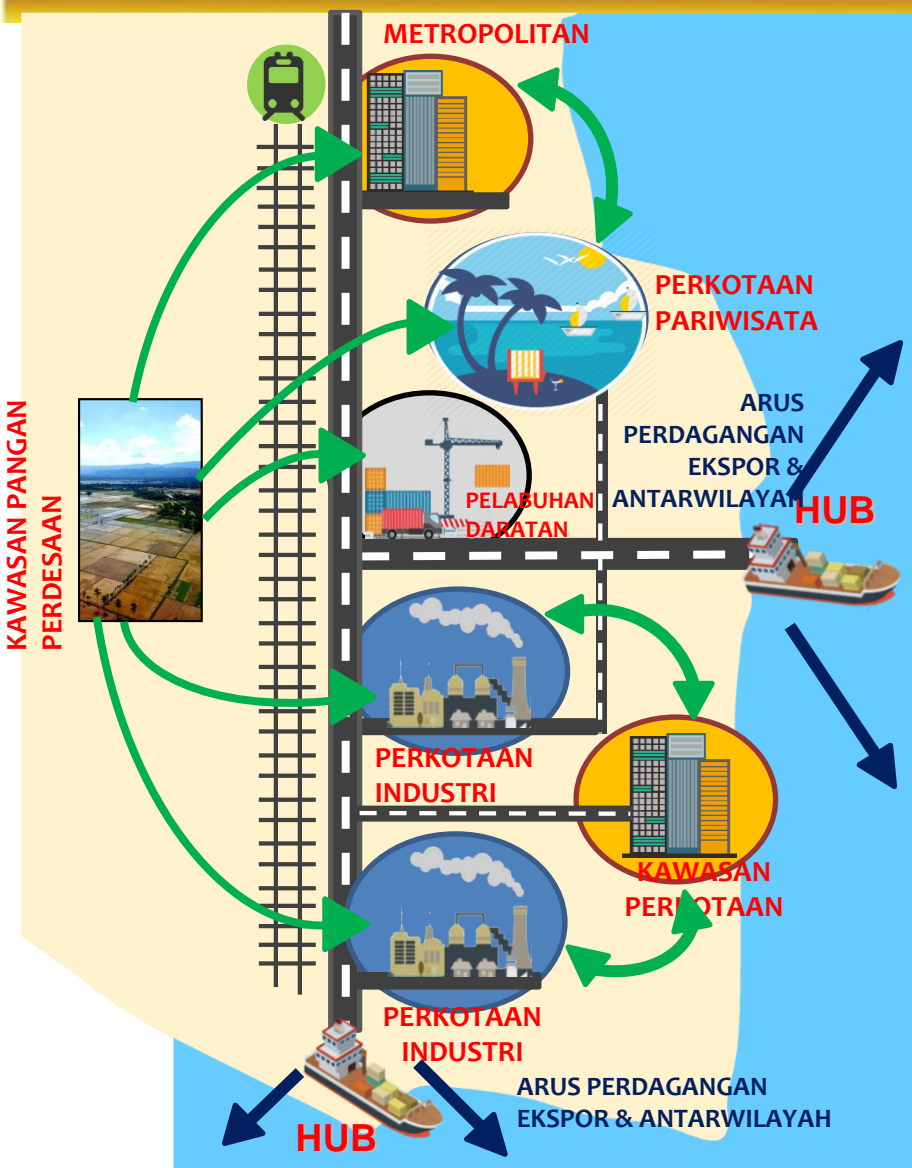 METROPOLITAN
PERKOTAAN
PARIWISATA
ARUS
PERDAGANGAN
EKSPOR &
ANTARWILAYAH
HUB
KAWASAN PANGAN
PERDESAAN
PELABUHAN
DARATAN
PERKOTAAN
INDUSTRI
KAWASAN
PERKOTAAN
PERKOTAAN
INDUSTRI
ARUS PERDAGANGAN
EKSPOR & ANTARWILAYAH
HUB